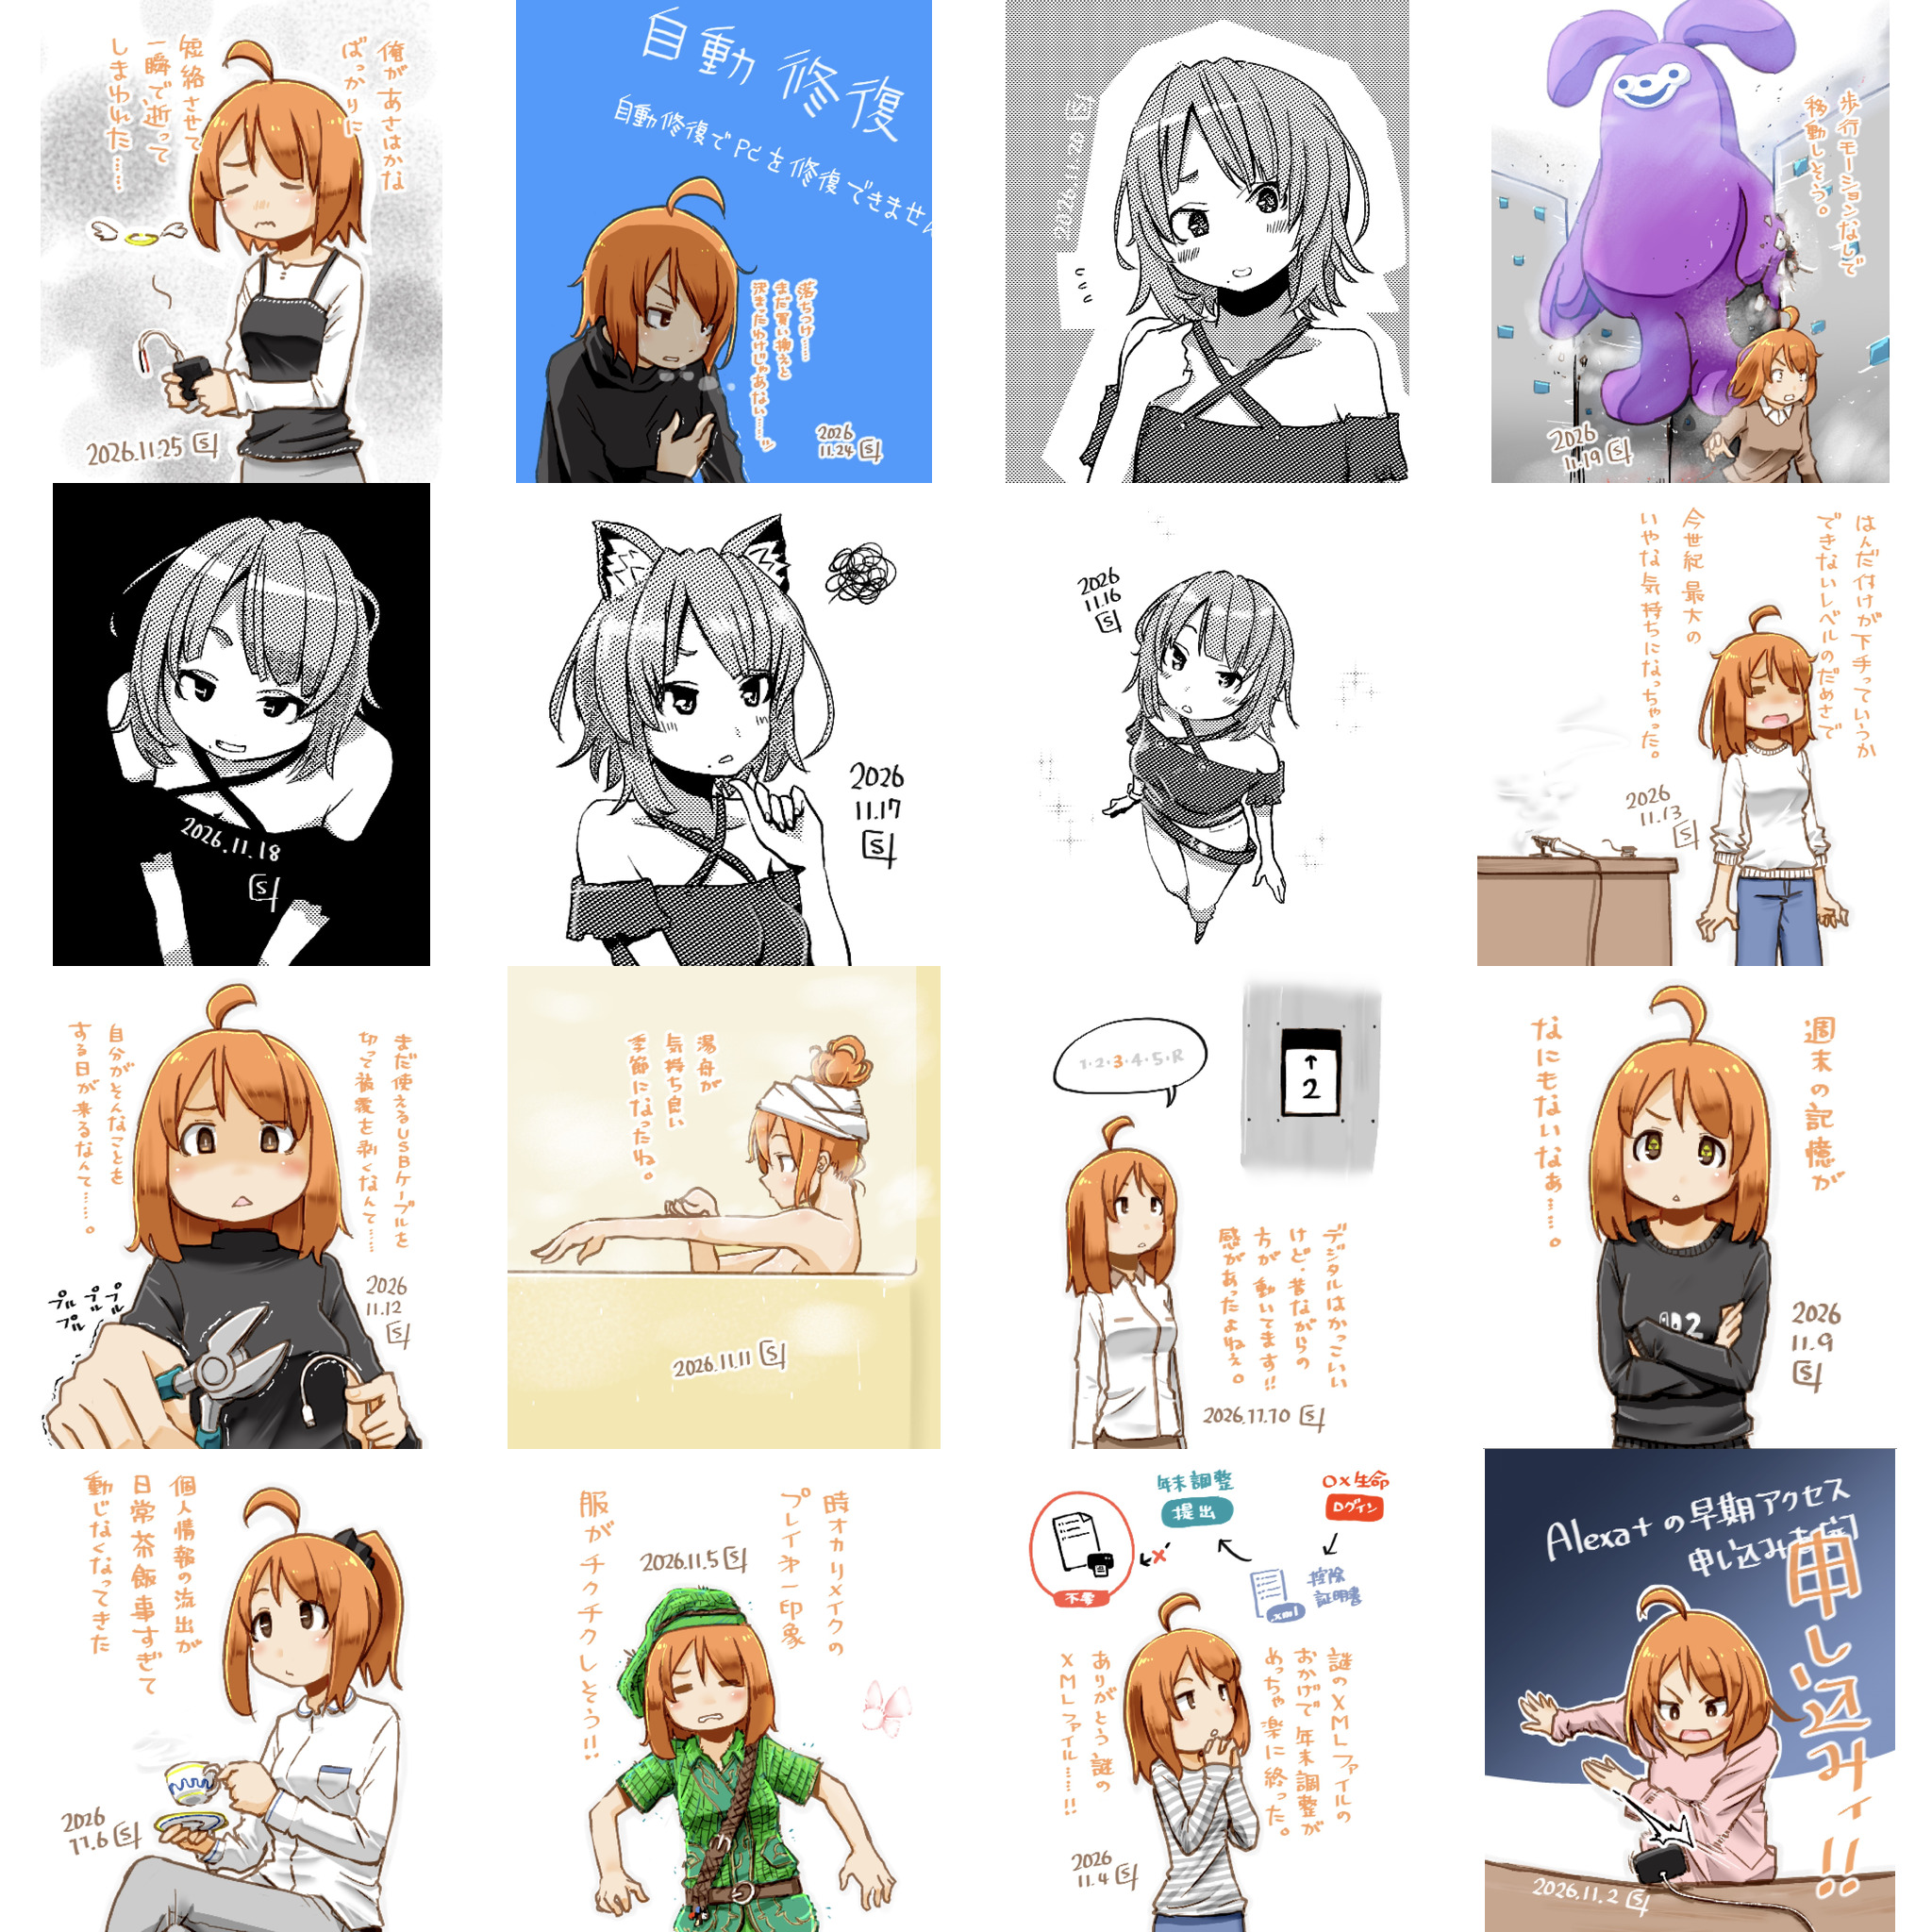 俺があさはかな
ばっかりに
短絡させて
一瞬で逝って
しまわれた……
2026.11.25
自動修復
自動修復でPCを修復できません
落ちつけ……
まだ買い換えと
決まったわけじゃあない……ッ
2026
11.24
2026.11.20
歩行モーションなしで
移動しそう。
2026
11.19
2026.11.18
2026
11.17
2026
11.16
はんだ付けが下手っていうか
できないレベルのだめさで
今世紀最大の
いやな気持ちになっちゃった。
2026
11.13
まだ使えるUSBケーブルを
切って被覆を剥くなんて……
自分がそんなことを
する日が来るなんて……。
プル プル プル
プル
2026
11.12
湯舟が
気持ち良い
季節になったね。
2026.11.11
1・2・3・4・5・R
↑
2
デジタルはかっこいい
けど、昔ながらの
方が動いてます!!
感があったよねぇ。
2026.11.10
週末の記憶が
なにもないなぁ……。
2026
11.9
個人情報の流出が
日常茶飯事すぎて
動じなくなってきた
2026
11.6
時オカリメイクの
プレイ第一印象
服がチクチクしそう!!
2026.11.5
年末調整
提出
〇×生命
ログイン
不要
控除
証明書
.xml
謎のXMLファイルの
おかげで年末調整が
めっちゃ楽に終った。
ありがとう謎の
XMLファイル……!!
2026
11.4
Alexa+の早期アクセス
申し込み
申し込みィ!!
2026.11.2